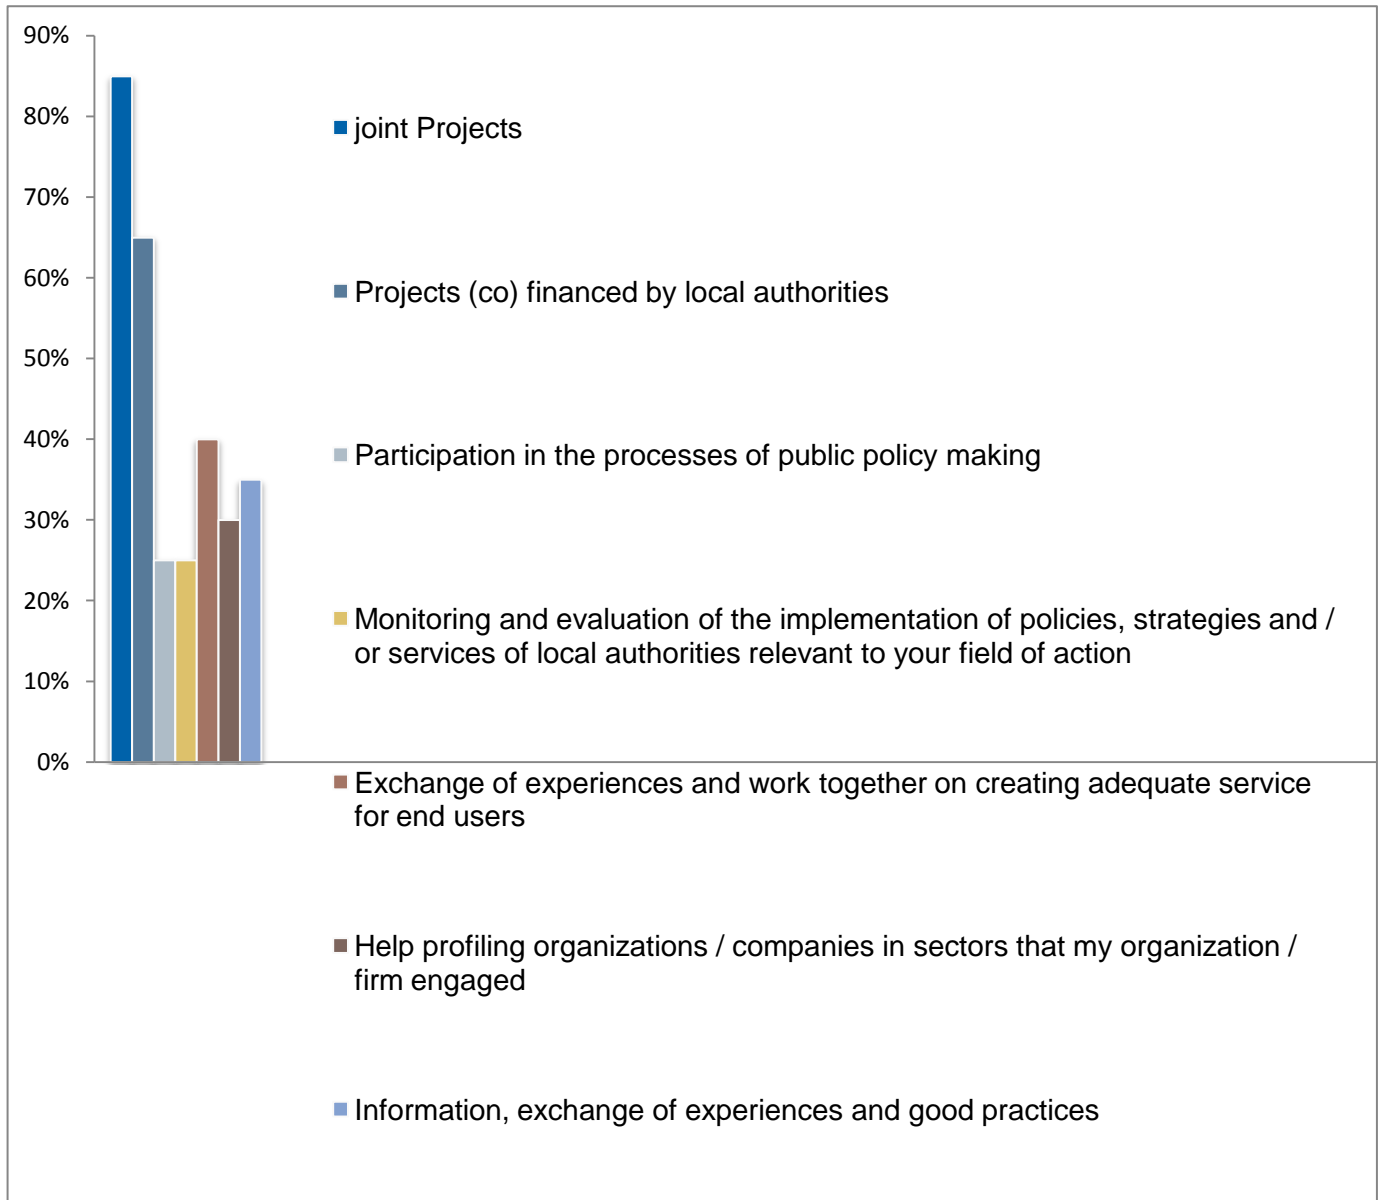 90%
80%
70%
60%
50%
40%
30%
20%
10%
0%
joint Projects
Projects (co) financed by local authorities
Participation in the processes of public policy making
Monitoring and evaluation of the implementation of policies, strategies and /
or services of local authorities relevant to your field of action
Exchange of experiences and work together on creating adequate service
for end users
Help profiling organizations / companies in sectors that my organization /
firm engaged
Information, exchange of experiences and good practices